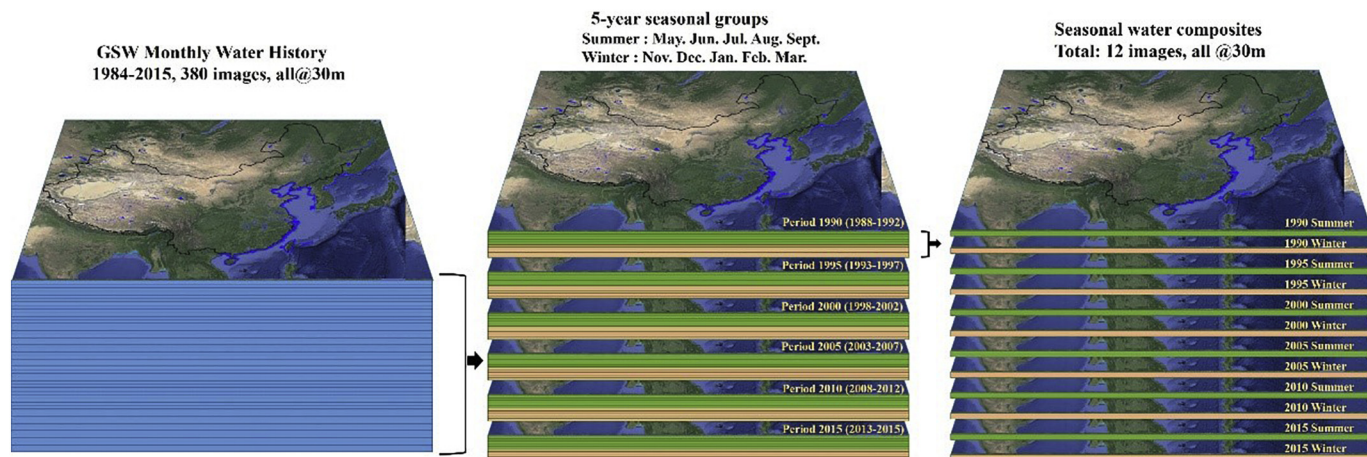 GSW Monthly Water History
1984-2015, 380 images, all@30m
5-year seasonal groups
Summer : May. Jun. Jul. Aug. Sept.
Winter : Nov. Dec. Jan. Feb. Mar.
Period 1990 (1988-1992)
Period 1995 (1993-1997)
Period 2000 (1998-2002)
Period 2005 (2003-2007)
Period 2010 (2008-2012)
Period 2015 (2013-2015)
Seasonal water composites
Total: 12 images, all @30m
1990 Summer
1990 Winter
1995 Summer
1995 Winter
2000 Summer
2000 Winter
2005 Summer
2005 Winter
2010 Summer
2010 Winter
2015 Summer
2015 Winter